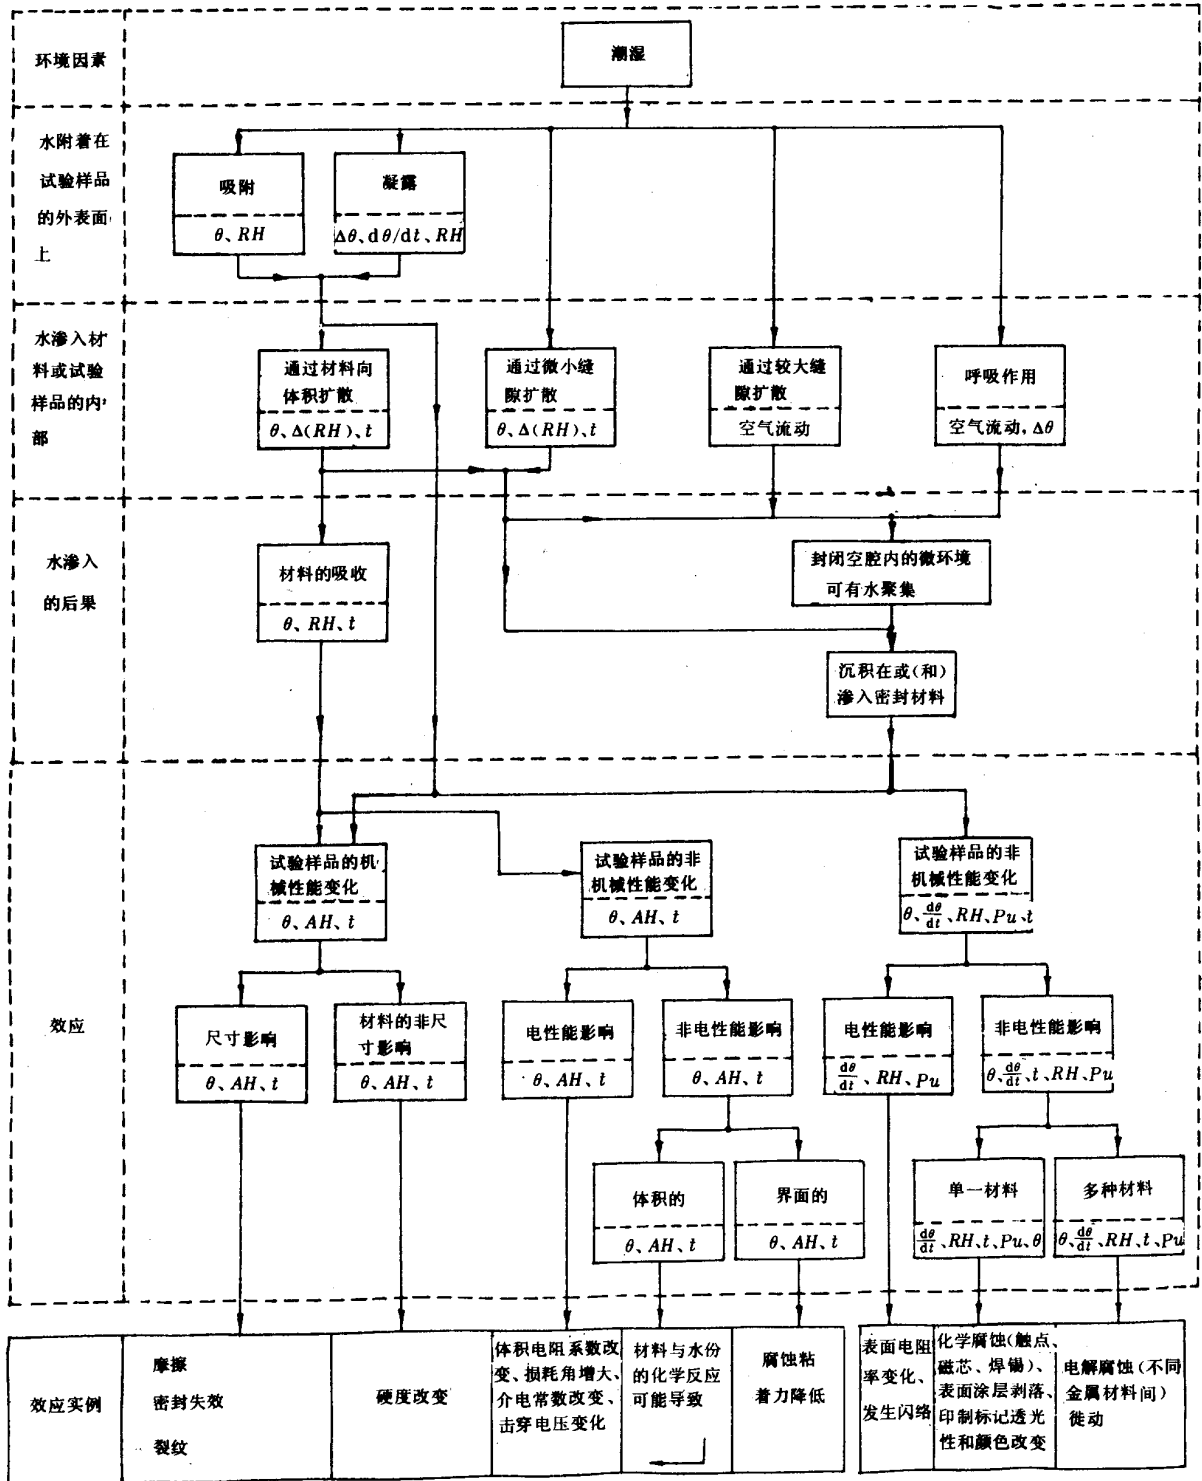 环境因素
潮湿
水附着在
试验样品
的外表面
上
吸附
θ、RH
凝露
Δθ、dθ/dt、RH
水渗入材
料或试验
样品的内
部
通过材料向
体积扩散
θ、Δ(RH)、t
通过微小缝
隙扩散
θ、Δ(RH)、t
通过较大缝
隙扩散
空气流动
呼吸作用
空气流动,Δθ
水渗入
的后果
材料的吸收
θ、RH、t
封闭空腔内的微环境
可有水聚集
沉积在或(和)
渗入密封材料
效应
试验样品的机
械性能变化
θ、AH、t
试验样品的非
机械性能变化
θ、AH、t
试验样品的非
机械性能变化
θ、dθ/dt、RH、Pu、t
尺寸影响
θ、AH、t
材料的非尺
寸影响
θ、AH、t
电性能影响
θ、AH、t
非电性能影响
θ、AH、t
电性能影响
dθ/dt、RH、Pu
非电性能影响
θ、dθ/dt、t、RH、Pu
体积的
θ、AH、t
界面的
θ、AH、t
单一材料
dθ/dt、RH、t、Pu、θ
多种材料
θ、dθ/dt、RH、t、Pu
效应实例
摩擦
密封失效
裂纹
硬度改变
体积电阻系数改
变、损耗角增大、
介电常数改变、
击穿电压变化
材料与水份
的化学反应
可能导致
腐蚀粘
着力降低
表面电阻
率变化、
发生闪络
化学腐蚀(触点、
磁芯、焊锡)、
表面涂层剥落、
印制标记透光
性和颜色改变
电解腐蚀(不同
金属材料间)
徙动